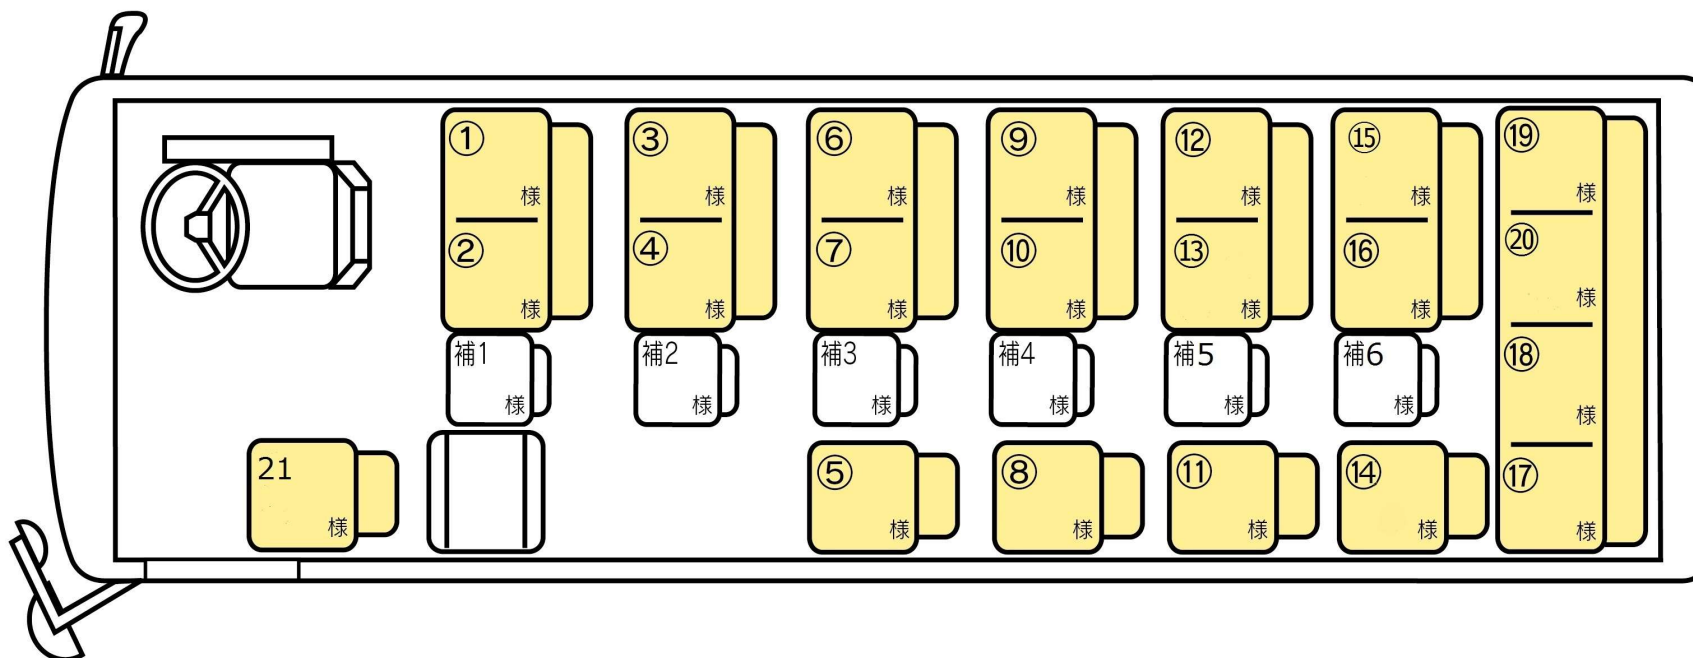 ① 様
② 様
③ 様
④ 様
⑥ 様
⑦ 様
⑨ 様
⑩ 様
⑫ 様
⑬ 様
⑮ 様
⑯ 様
⑲ 様
⑳ 様
⑱ 様
⑰ 様
補1 様
補2 様
補3 様
補4 様
補5 様
補6 様
21 様
⑤ 様
⑧ 様
⑪ 様
⑭ 様